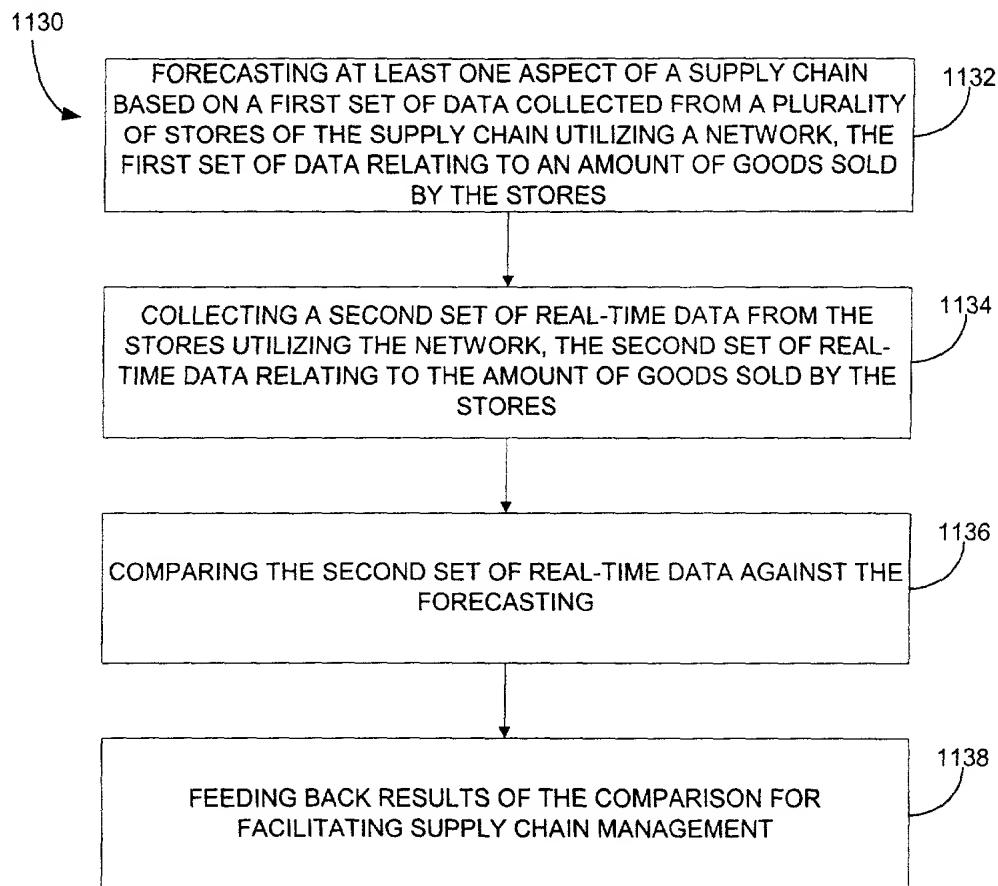 1130
FORECASTING AT LEAST ONE ASPECT OF A SUPPLY CHAIN
BASED ON A FIRST SET OF DATA COLLECTED FROM A PLURALITY
OF STORES OF THE SUPPLY CHAIN UTILIZING A NETWORK, THE
FIRST SET OF DATA RELATING TO AN AMOUNT OF GOODS SOLD
BY THE STORES
1132
COLLECTING A SECOND SET OF REAL-TIME DATA FROM THE
STORES UTILIZING THE NETWORK, THE SECOND SET OF REAL-
TIME DATA RELATING TO THE AMOUNT OF GOODS SOLD BY THE
STORES
1134
COMPARING THE SECOND SET OF REAL-TIME DATA AGAINST THE
FORECASTING
1136
FEEDING BACK RESULTS OF THE COMPARISON FOR
FACILITATING SUPPLY CHAIN MANAGEMENT
1138